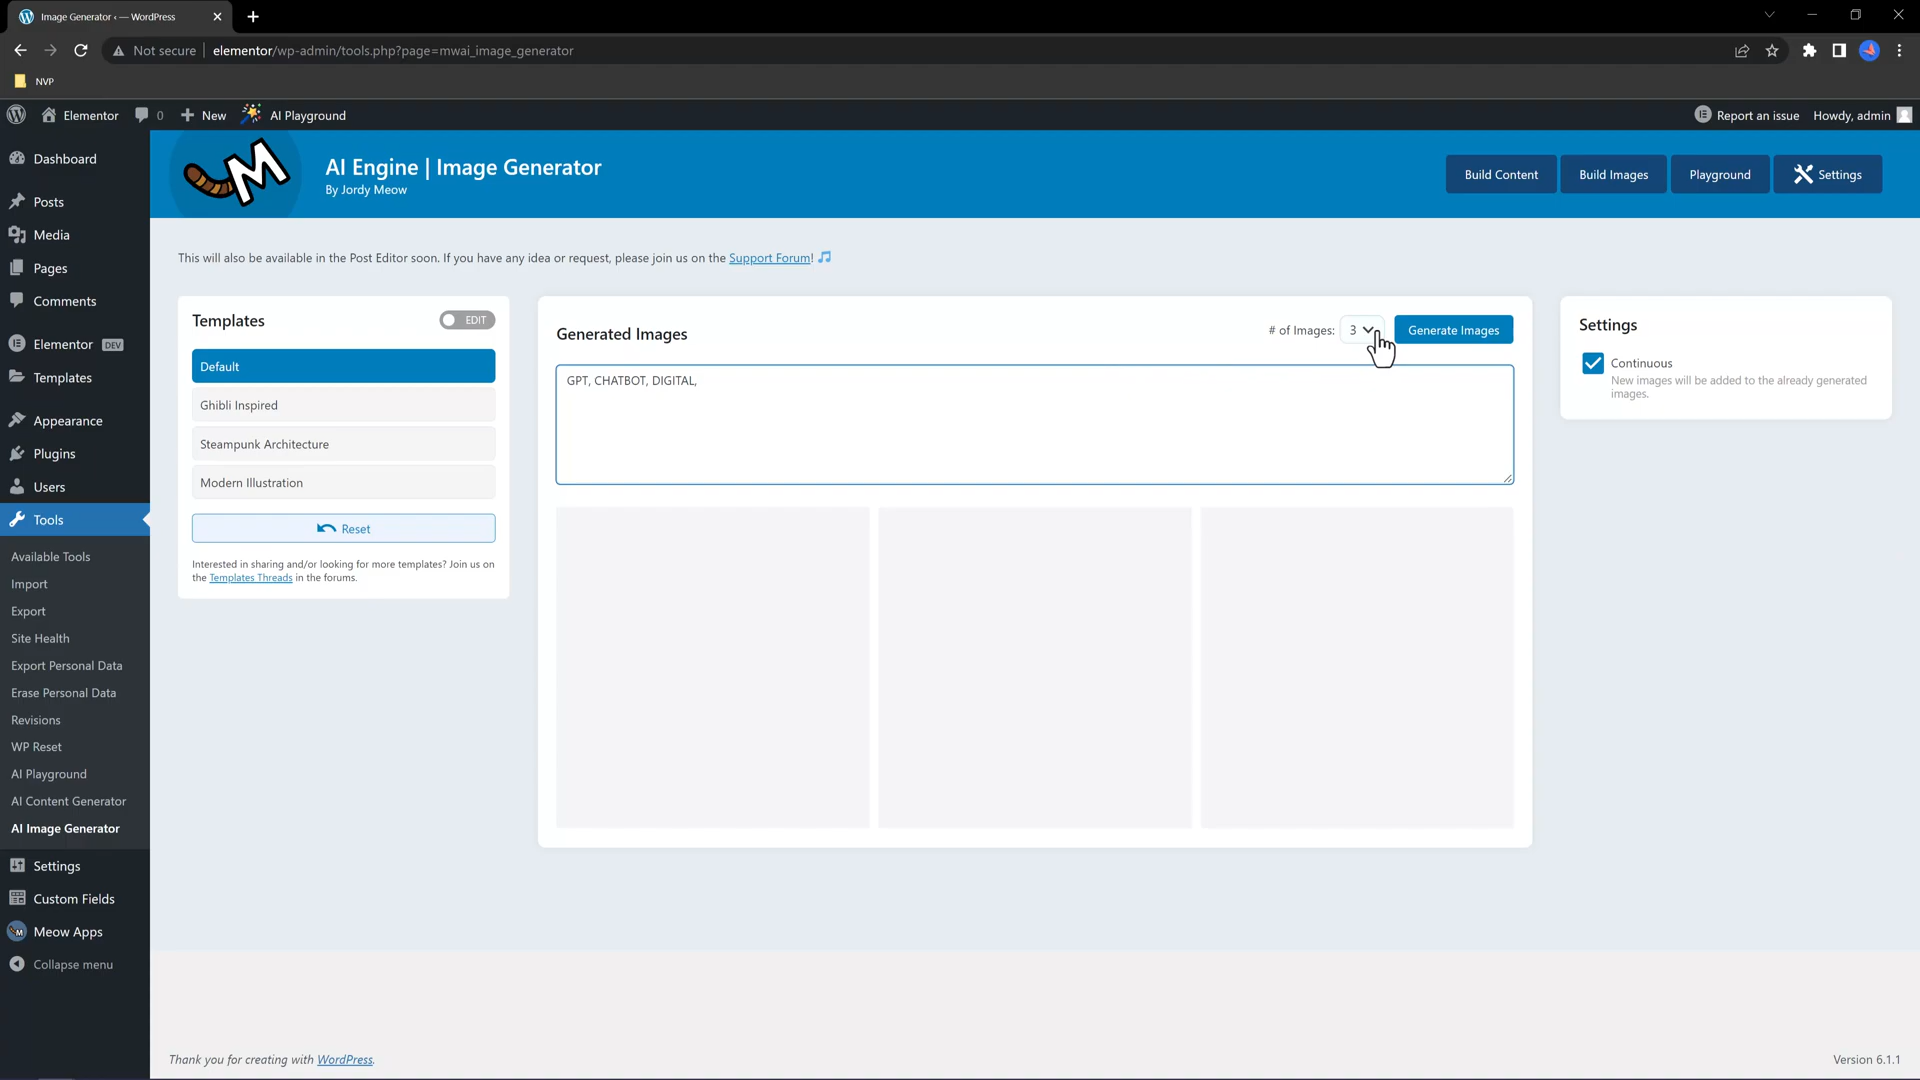 Image Generator ‹ — WordPress
Not secure
elementor/wp-admin/tools.php?page=mwai_image_generator
NVP
Elementor
0
New
AI Playground
Report an issue
Howdy, admin
Dashboard
Posts
Media
Pages
Comments
Elementor DEV
Templates
Appearance
Plugins
Users
Tools
Available Tools
Import
Export
Site Health
Export Personal Data
Erase Personal Data
Revisions
WP Reset
AI Playground
AI Content Generator
AI Image Generator
Settings
Custom Fields
Meow Apps
Collapse menu
M
AI Engine | Image Generator
By Jordy Meow
Build Content
Build Images
Playground
Settings
This will also be available in the Post Editor soon. If you have any idea or request, please join us on the Support Forum! 🎵
Templates
EDIT
Default
Ghibli Inspired
Steampunk Architecture
Modern Illustration
Reset
Interested in sharing and/or looking for more templates? Join us on
the Templates Threads in the forums.
Generated Images
# of Images: 3
Generate Images
GPT, CHATBOT, DIGITAL,
Settings
Continuous
New images will be added to the already generated
images.
Thank you for creating with WordPress.
Version 6.1.1